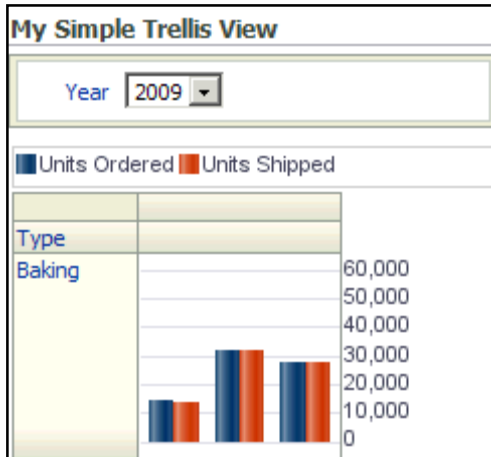 My Simple Trellis View
Year 2009
Units Ordered Units Shipped
Type
Baking
60,000
50,000
40,000
30,000
20,000
10,000
0